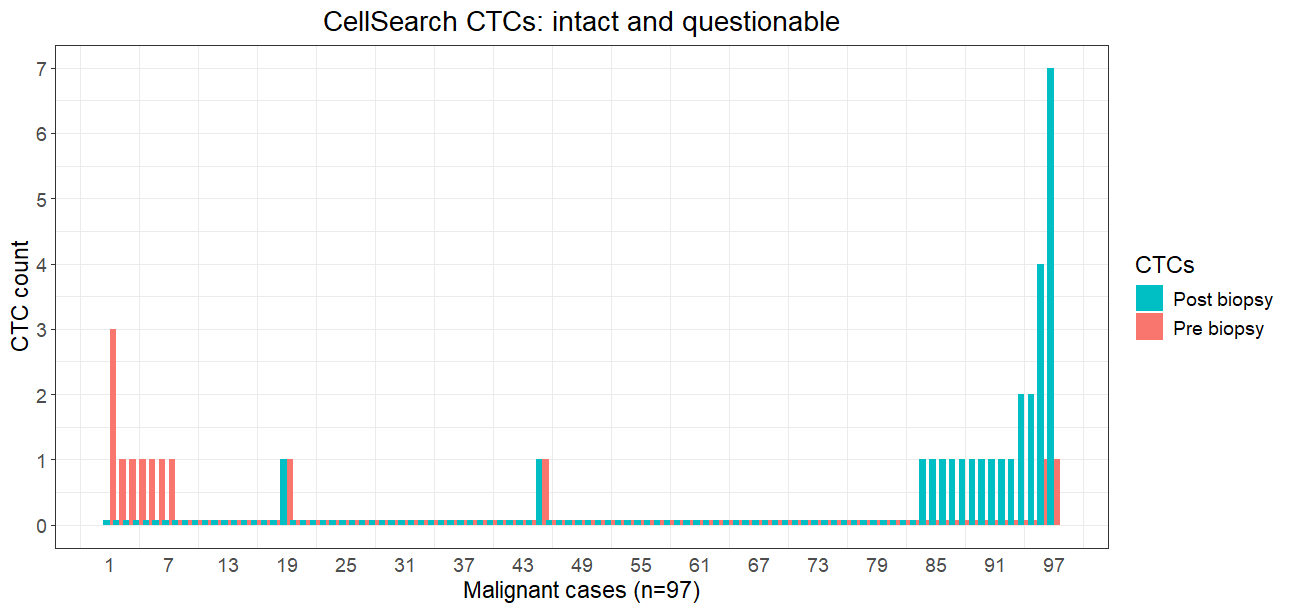 CellSearch CTCs: intact and questionable
CTC count
7
6
5
4
3
2
1
0
1 7 13 19 25 31 37 43 49 55 61 67 73 79 85 91 97
Malignant cases (n=97)
CTCs
Post biopsy
Pre biopsy